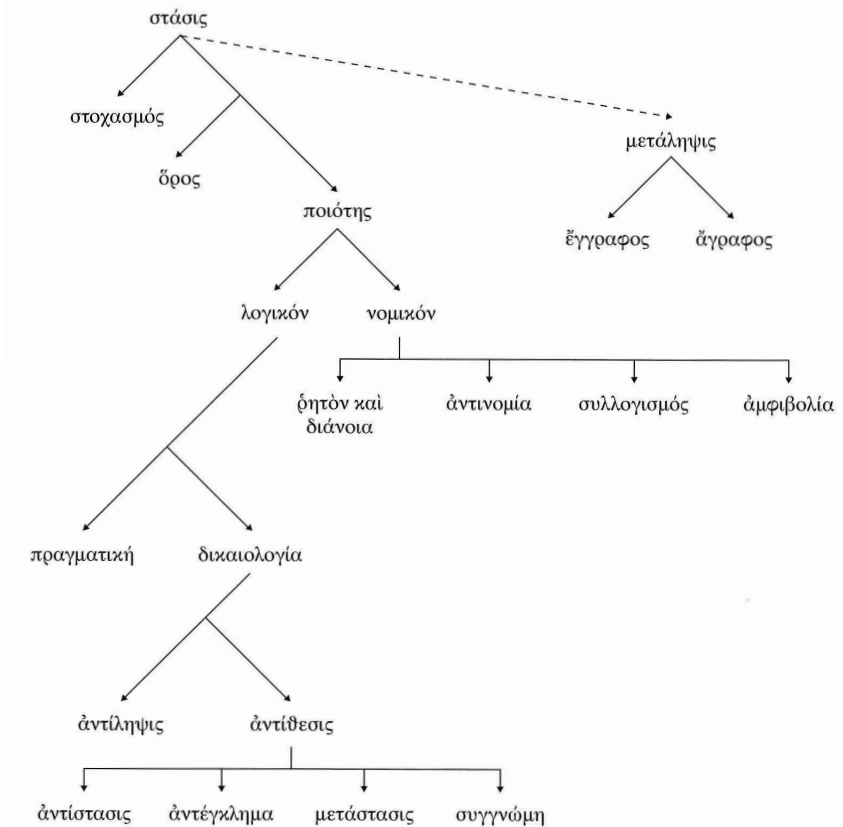 στάσις
στοχασμός
μετάληψις
ὅρος
ποιότης
ἔγγραφος
ἄγραφος
λογικόν
νομικόν
ῥητὸν καὶ
διάνοια
ἀντινομία
συλλογισμός
ἀμφιβολία
πραγματική
δικαιολογία
ἀντίληψις
ἀντίθεσις
ἀντίστασις
ἀντέγκλημα
μετάστασις
συγγνώμη